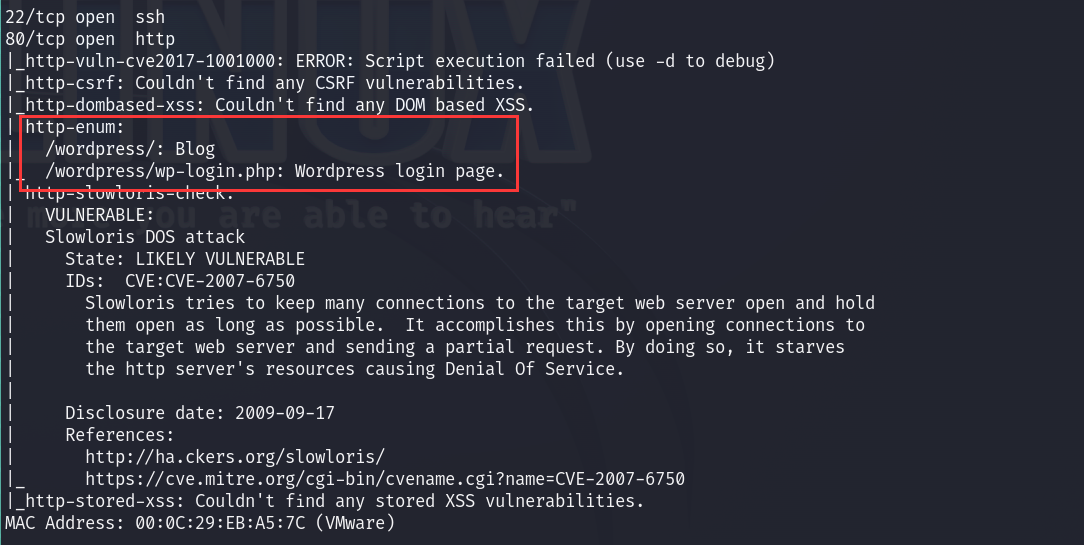 22/tcp open  ssh
80/tcp open  http
|_http-vuln-cve2017-1001000: ERROR: Script execution failed (use -d to debug)
|_http-csrf: Couldn't find any CSRF vulnerabilities.
|_http-dombased-xss: Couldn't find any DOM based XSS.
| http-enum:
|   /wordpress/: Blog
|_  /wordpress/wp-login.php: Wordpress login page.
| http-slowloris-check:
|   VULNERABLE:
|   Slowloris DOS attack
|     State: LIKELY VULNERABLE
|     IDs:  CVE:CVE-2007-6750
|       Slowloris tries to keep many connections to the target web server open and hold
|       them open as long as possible.  It accomplishes this by opening connections to
|       the target web server and sending a partial request. By doing so, it starves
|       the http server's resources causing Denial Of Service.
|
|     Disclosure date: 2009-09-17
|     References:
|       http://ha.ckers.org/slowloris/
|_      https://cve.mitre.org/cgi-bin/cvename.cgi?name=CVE-2007-6750
|_http-stored-xss: Couldn't find any stored XSS vulnerabilities.
MAC Address: 00:0C:29:EB:A5:7C (VMware)
you are able to hear"